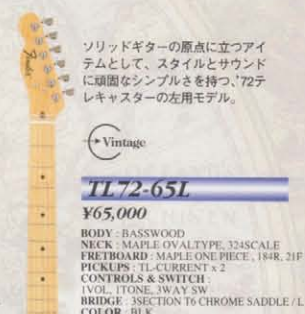 Fender
ソリッドギターの原点に立つアイ
テムとして、スタイルとサウンド
に頑固なシンプルさを持つ、'72テ
レキャスターの左用モデル。
Vintage
TL72-65L
¥65,000
BODY : BASSWOOD
NECK : MAPLE OVALTYPE, 324SCALE
FRETBOARD : MAPLE ONE PIECE , 184R, 21F
PICKUPS : TL-CURRENT x 2
CONTROLS & SWITCH :
1VOL, 1TONE, 3WAY SW
BRIDGE : 3SECTION T6 CHROME SADDLE / L
COLOR : BLK